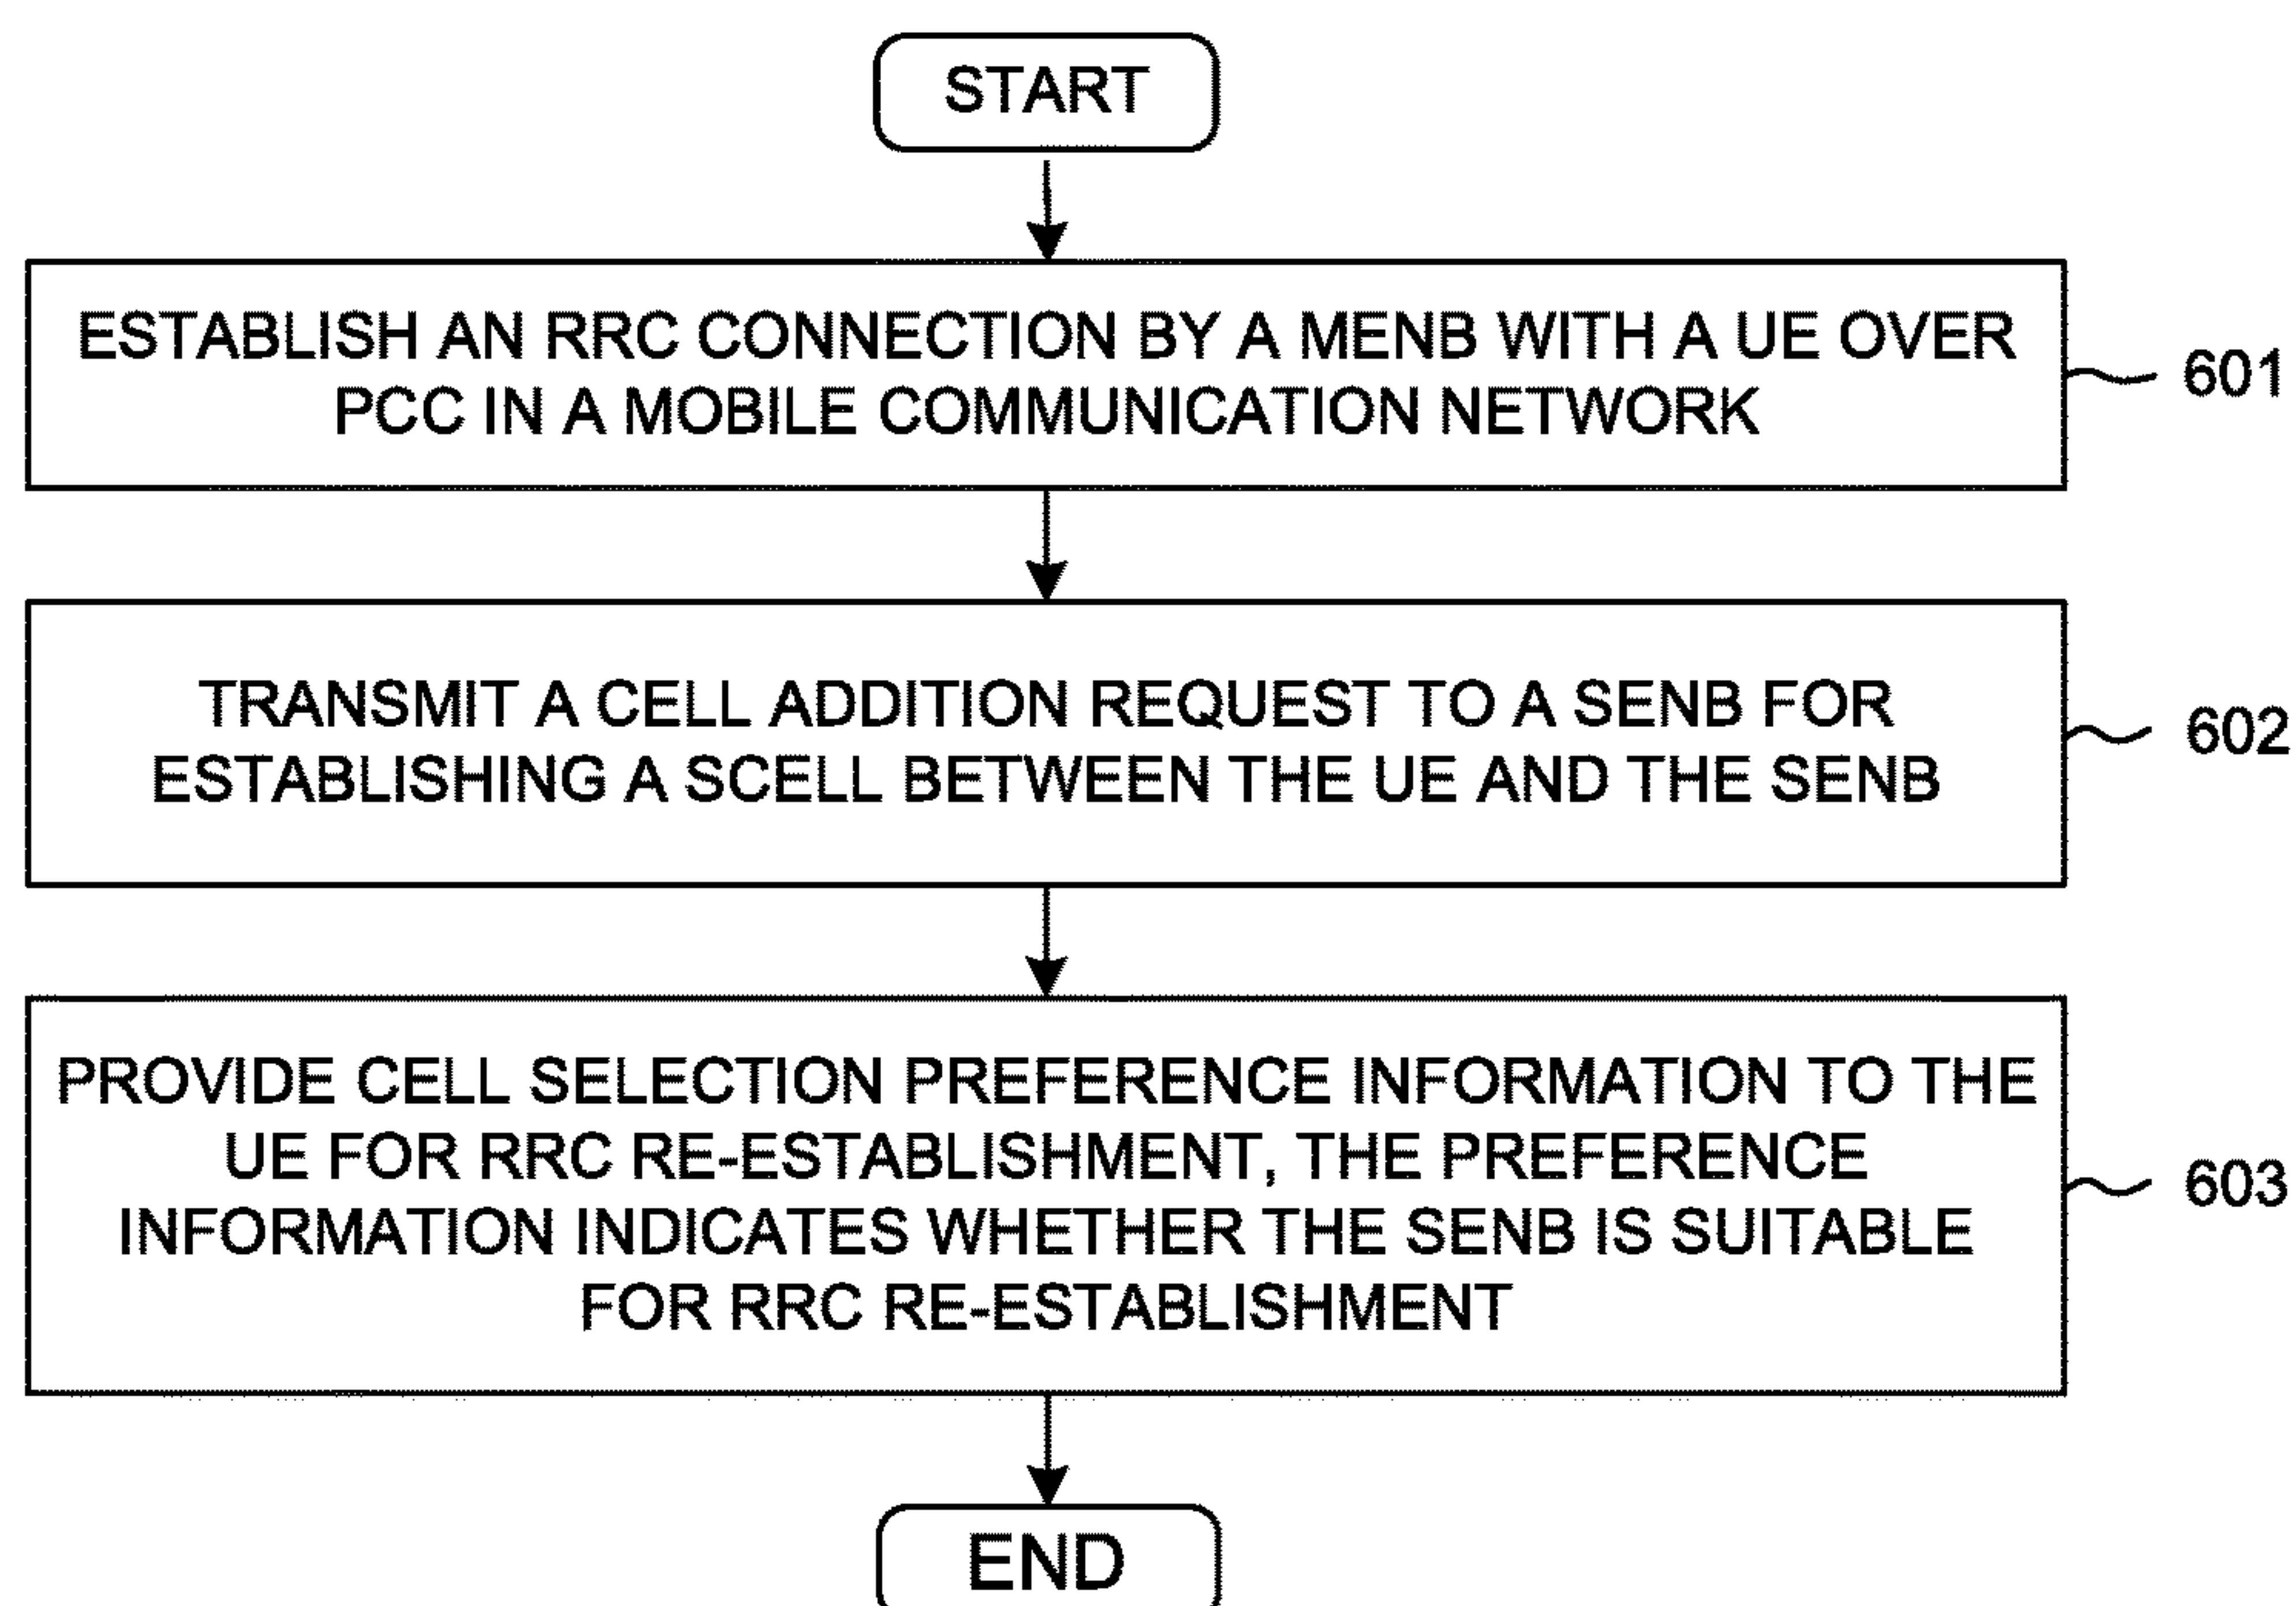 START
ESTABLISH AN RRC CONNECTION BY A MENB WITH A UE OVER
PCC IN A MOBILE COMMUNICATION NETWORK
601
TRANSMIT A CELL ADDITION REQUEST TO A SENB FOR
ESTABLISHING A SCELL BETWEEN THE UE AND THE SENB
602
PROVIDE CELL SELECTION PREFERENCE INFORMATION TO THE
UE FOR RRC RE-ESTABLISHMENT, THE PREFERENCE
INFORMATION INDICATES WHETHER THE SENB IS SUITABLE
FOR RRC RE-ESTABLISHMENT
603
END